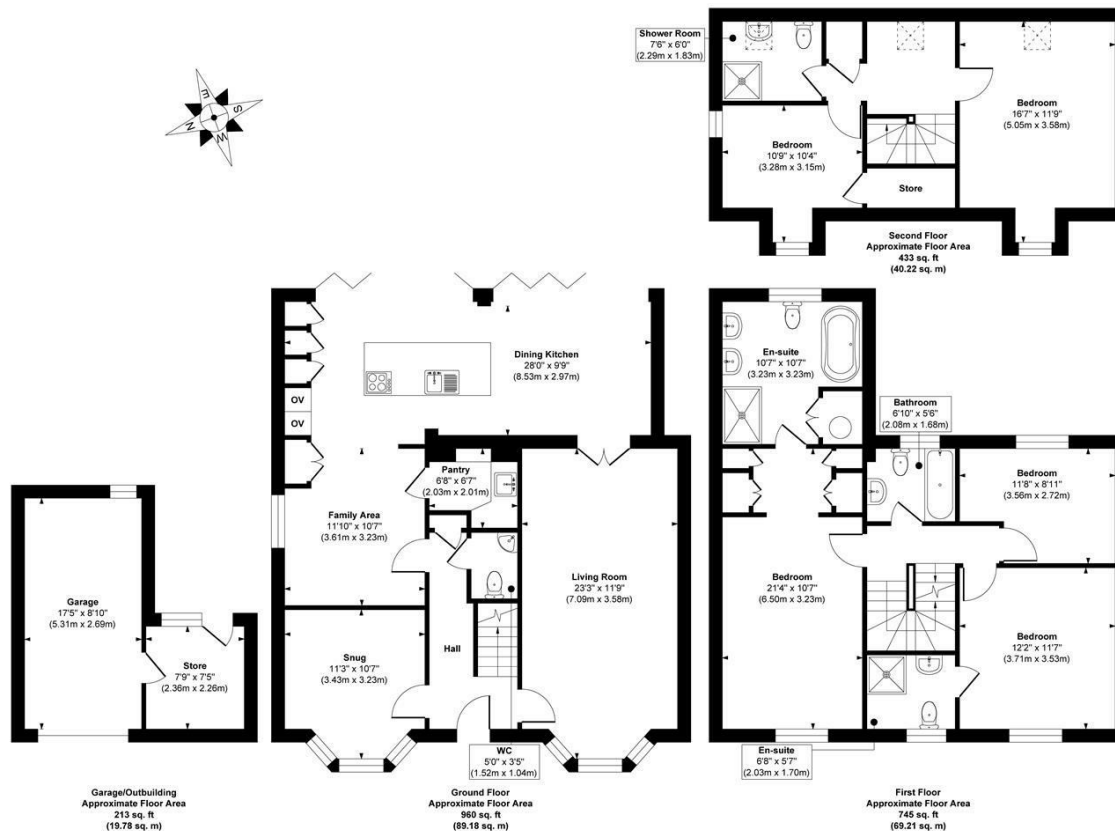 Shower Room
7'6" x 6'0"
(2.29m x 1.83m)
Bedroom
16'7" x 11'9"
(5.05m x 3.58m)
Bedroom
10'9" x 10'4"
(3.28m x 3.15m)
Store
Second Floor
Approximate Floor Area
433 sq. ft
(40.22 sq. m)
E
S
N
W
Dining Kitchen
28'0" x 9'9"
(8.53m x 2.97m)
OV
OV
Pantry
6'8" x 6'7"
(2.03m x 2.01m)
Family Area
11'10" x 10'7"
(3.61m x 3.23m)
Living Room
23'3" x 11'9"
(7.09m x 3.58m)
Hall
Snug
11'3" x 10'7"
(3.43m x 3.23m)
WC
5'0" x 3'5"
(1.52m x 1.04m)
Ground Floor
Approximate Floor Area
960 sq. ft
(89.18 sq. m)
En-suite
10'7" x 10'7"
(3.23m x 3.23m)
Bathroom
6'10" x 5'6"
(2.08m x 1.68m)
Bedroom
11'8" x 8'11"
(3.56m x 2.72m)
Bedroom
21'4" x 10'7"
(6.50m x 3.23m)
Bedroom
12'2" x 11'7"
(3.71m x 3.53m)
En-suite
6'8" x 5'7"
(2.03m x 1.70m)
First Floor
Approximate Floor Area
745 sq. ft
(69.21 sq. m)
Garage
17'5" x 8'10"
(5.31m x 2.69m)
Store
7'9" x 7'5"
(2.36m x 2.26m)
Garage/Outbuilding
Approximate Floor Area
213 sq. ft
(19.78 sq. m)